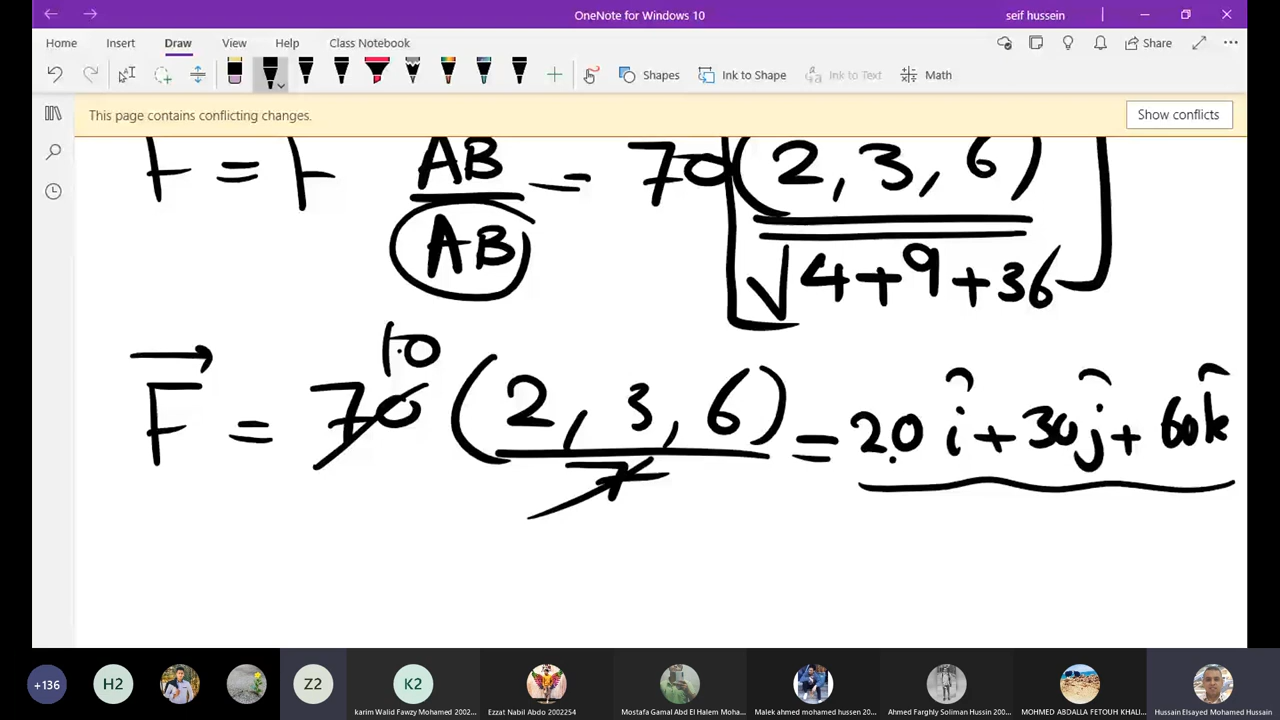 OneNote for Windows 10
seif hussein
Home Insert Draw View Help Class Notebook
Share
Shapes Ink to Shape Ink to Text Math
This page contains conflicting changes.
Show conflicts
F = F AB/AB = 70 [(2, 3, 6)/√4+9+36]
10
F = 70 (2, 3, 6)/7 = 20 i + 30 j + 60 k
+136 H2 Z2 K2
karim Walid Fawzy Mohamed 2002... Ezzat Nabil Abdo 2002254 Mostafa Gamal Abd El Halem Moha... Malek ahmed mohamed hussen 20... Ahmed Farghly Soliman Hussin 200... MOHMED ABDALLA FETOUH KHALI... Hussain Elsayed Mohamed Hussain